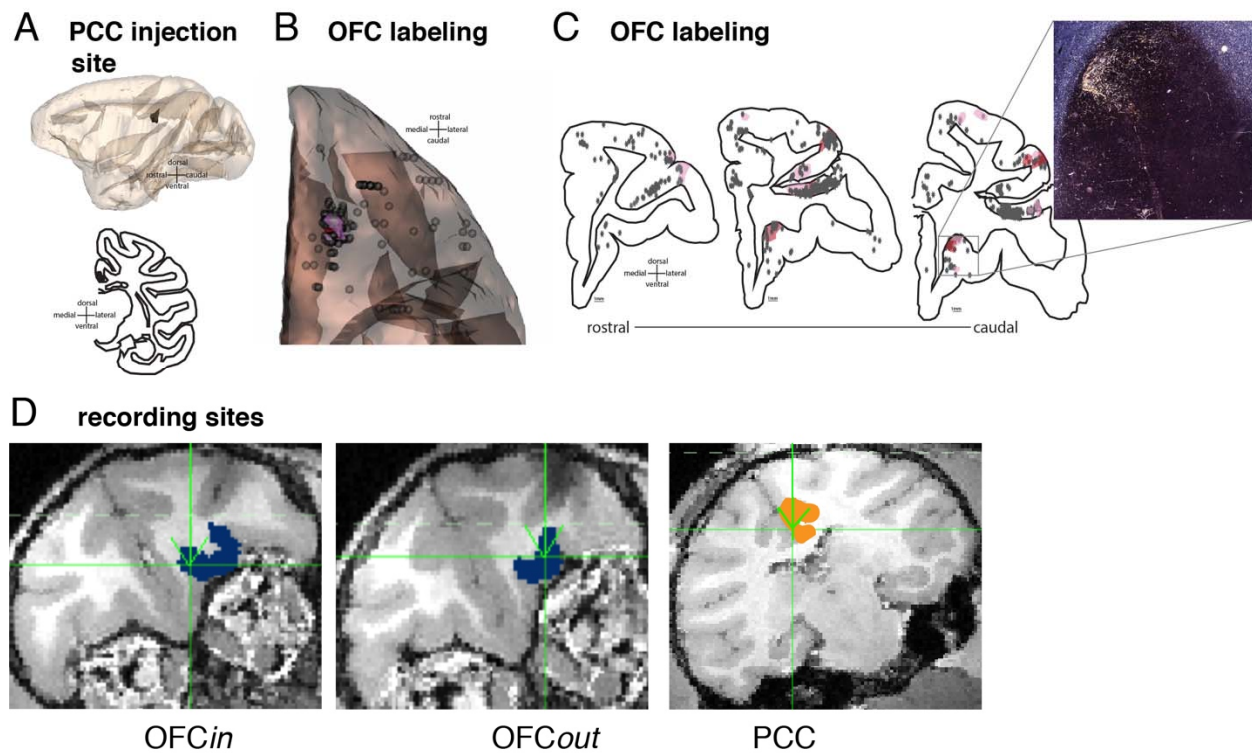 A PCC injection
site
dorsal
rostral caudal
ventral
dorsal
medial lateral
ventral
B OFC labeling
rostral
medial lateral
caudal
C OFC labeling
dorsal
medial lateral
ventral
rostral caudal
D recording sites
OFCin
OFCout
PCC